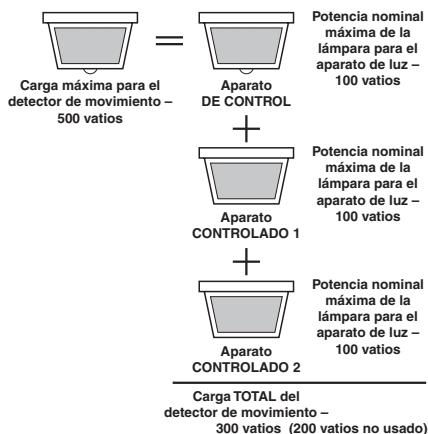 Carga máxima para el
detector de movimiento –
500 vatios
Aparato
DE CONTROL
Potencia nominal
máxima de la
lámpara para el
aparato de luz –
100 vatios
Aparato
CONTROLADO 1
Potencia nominal
máxima de la
lámpara para el
aparato de luz –
100 vatios
Aparato
CONTROLADO 2
Potencia nominal
máxima de la
lámpara para el
aparato de luz –
100 vatios
Carga TOTAL del
detector de movimiento –
300 vatios (200 vatios no usado)